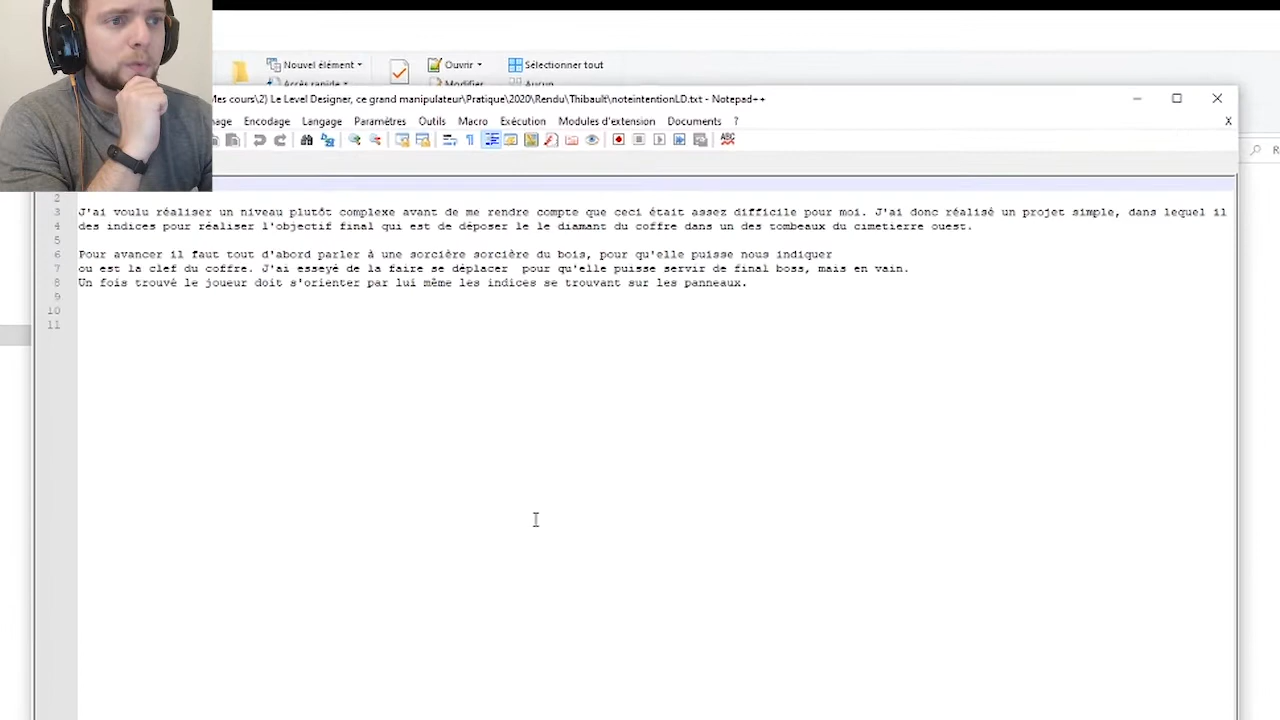 Nouvel élément
Ouvrir
Sélectionner tout
Accès rapide
Modifier
Aucun
Mes cours\2) Le Level Designer, ce grand manipulateur\Pratique\2020\Rendu\Thibault\noteintentionLD.txt - Notepad++
Encodage Langage Paramètres Outils Macro Exécution Modules d'extension Documents ?
X
2
3 J'ai voulu réaliser un niveau plutôt complexe avant de me rendre compte que ceci était assez difficile pour moi. J'ai donc réalisé un projet simple, dans lequel il
4 des indices pour réaliser l'objectif final qui est de déposer le le diamant du coffre dans un des tombeaux du cimetierre ouest.
5
6 Pour avancer il faut tout d'abord parler à une sorcière sorcière du bois, pour qu'elle puisse nous indiquer
7 ou est la clef du coffre. J'ai esseyé de la faire se déplacer pour qu'elle puisse servir de final boss, mais en vain.
8 Un fois trouvé le joueur doit s'orienter par lui même les indices se trouvant sur les panneaux.
9
10
11